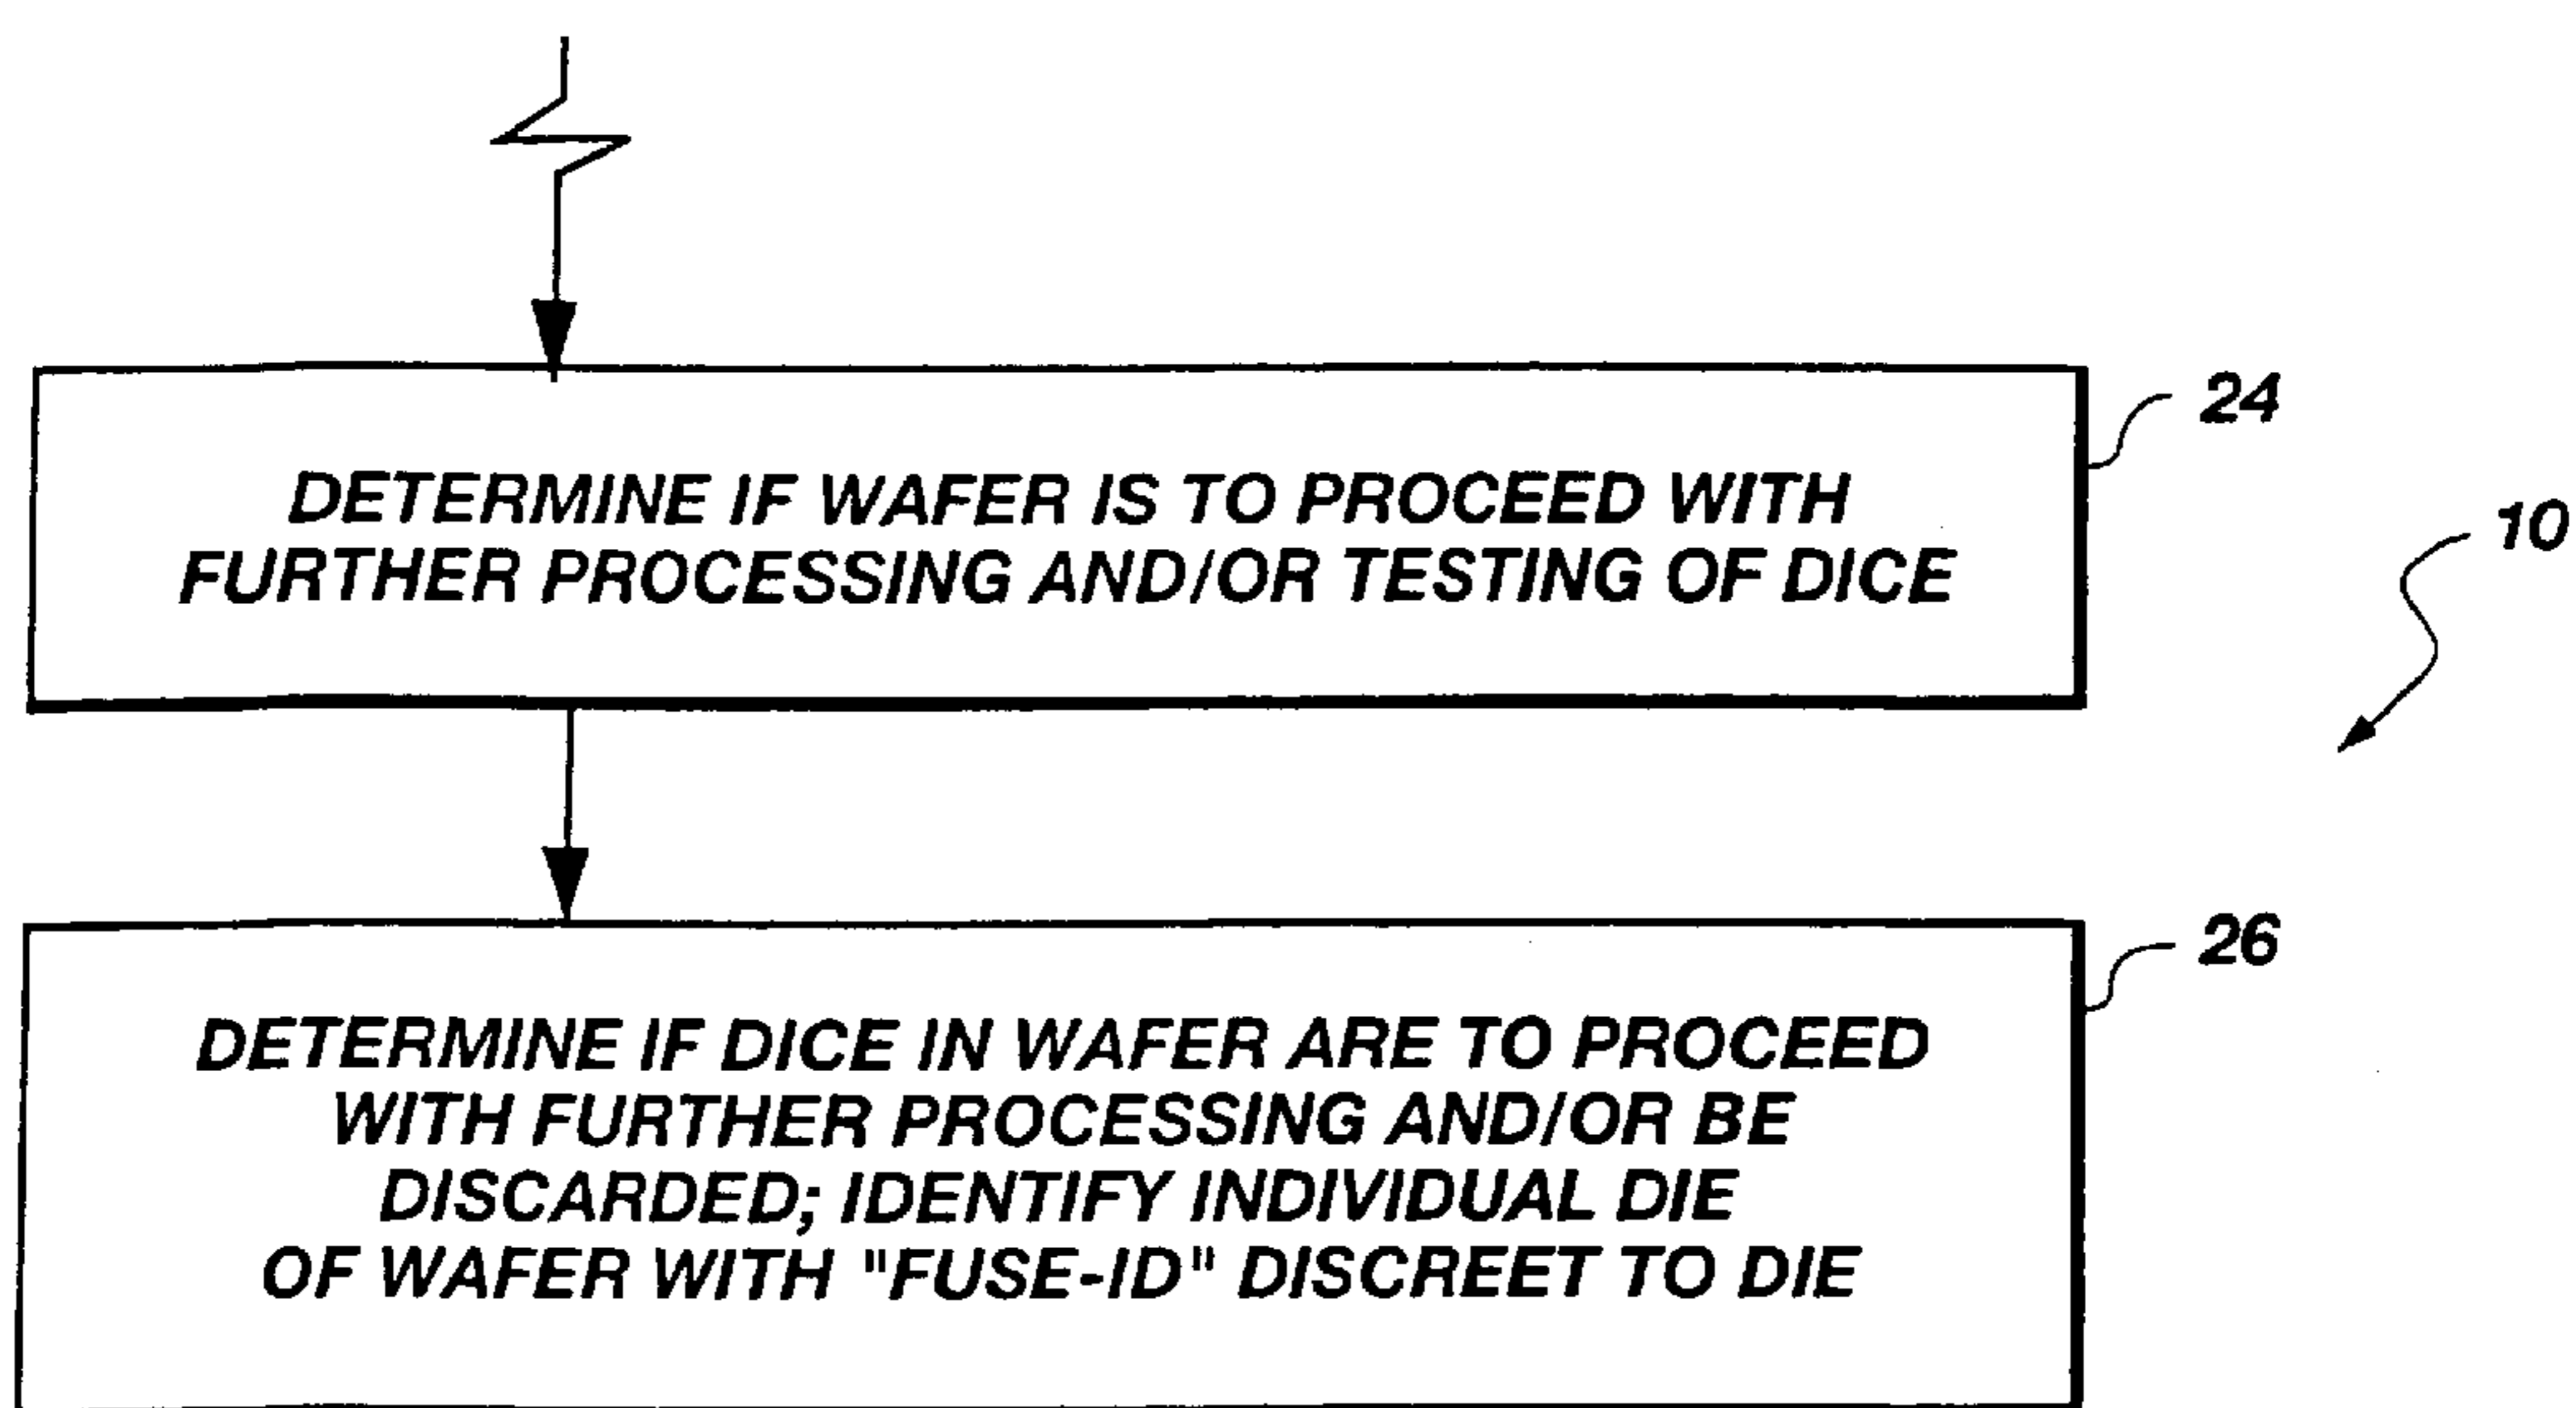 24
DETERMINE IF WAFER IS TO PROCEED WITH
FURTHER PROCESSING AND/OR TESTING OF DICE
10
26
DETERMINE IF DICE IN WAFER ARE TO PROCEED
WITH FURTHER PROCESSING AND/OR BE
DISCARDED; IDENTIFY INDIVIDUAL DIE
OF WAFER WITH "FUSE-ID" DISCREET TO DIE